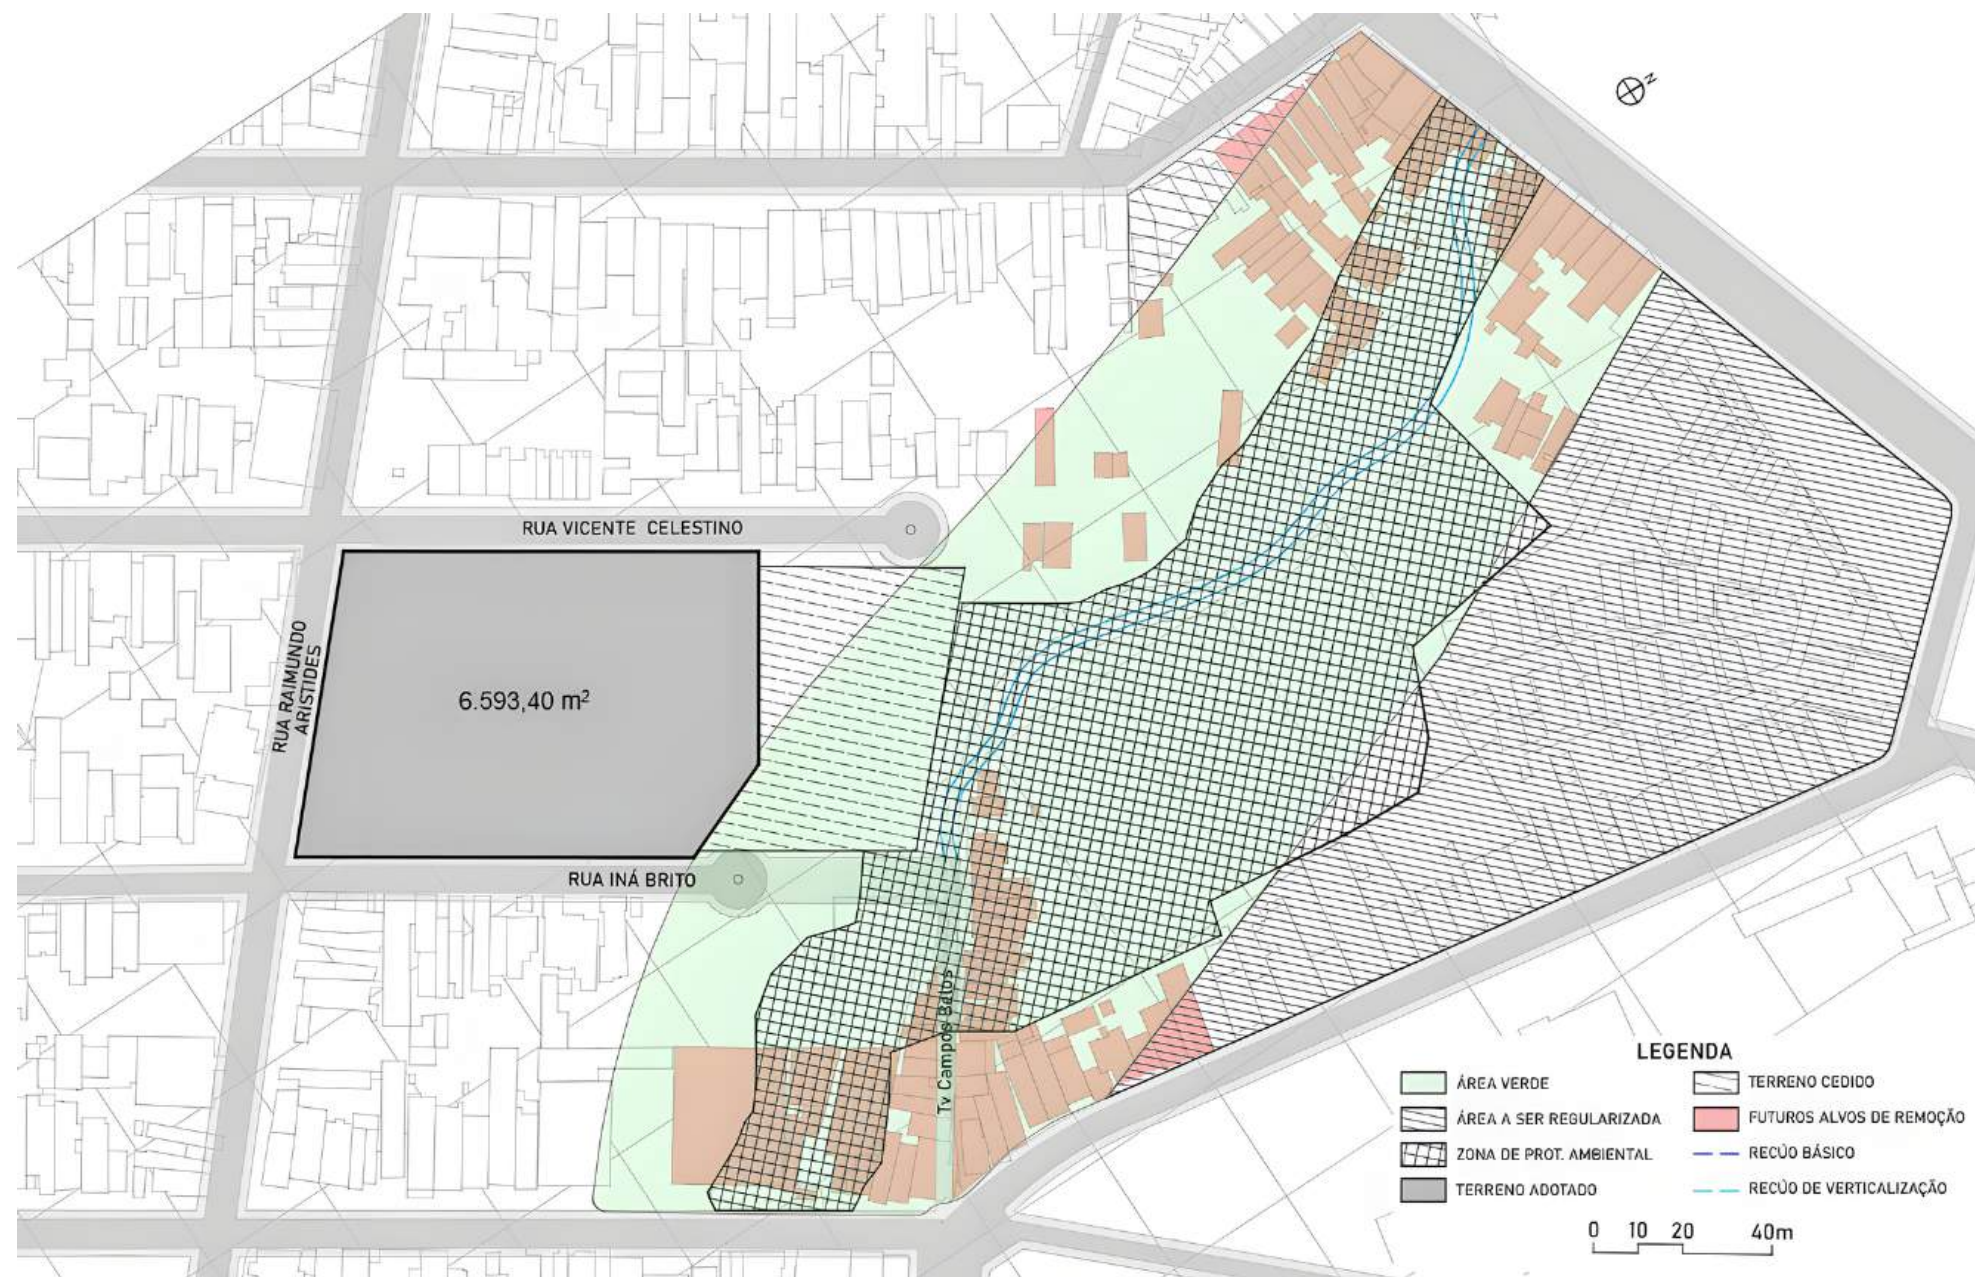 N
RUA VICENTE CELESTINO
RUA RAIMUNDO
ARISTIDES
6.593,40 m²
RUA INÁ BRITO
Tv Campos Belos
LEGENDA
ÁREA VERDE
ÁREA A SER REGULARIZADA
ZONA DE PROT. AMBIENTAL
TERRENO ADOTADO
TERRENO CEDIDO
FUTUROS ALVOS DE REMOÇÃO
RECÚO BÁSICO
RECÚO DE VERTICALIZAÇÃO
0 10 20 40m